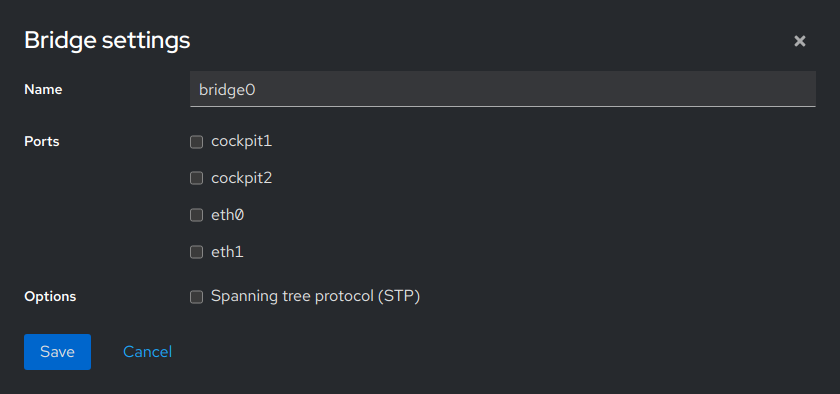 Bridge settings
Name bridge0
Ports cockpit1
cockpit2
eth0
eth1
Options Spanning tree protocol (STP)
Save Cancel